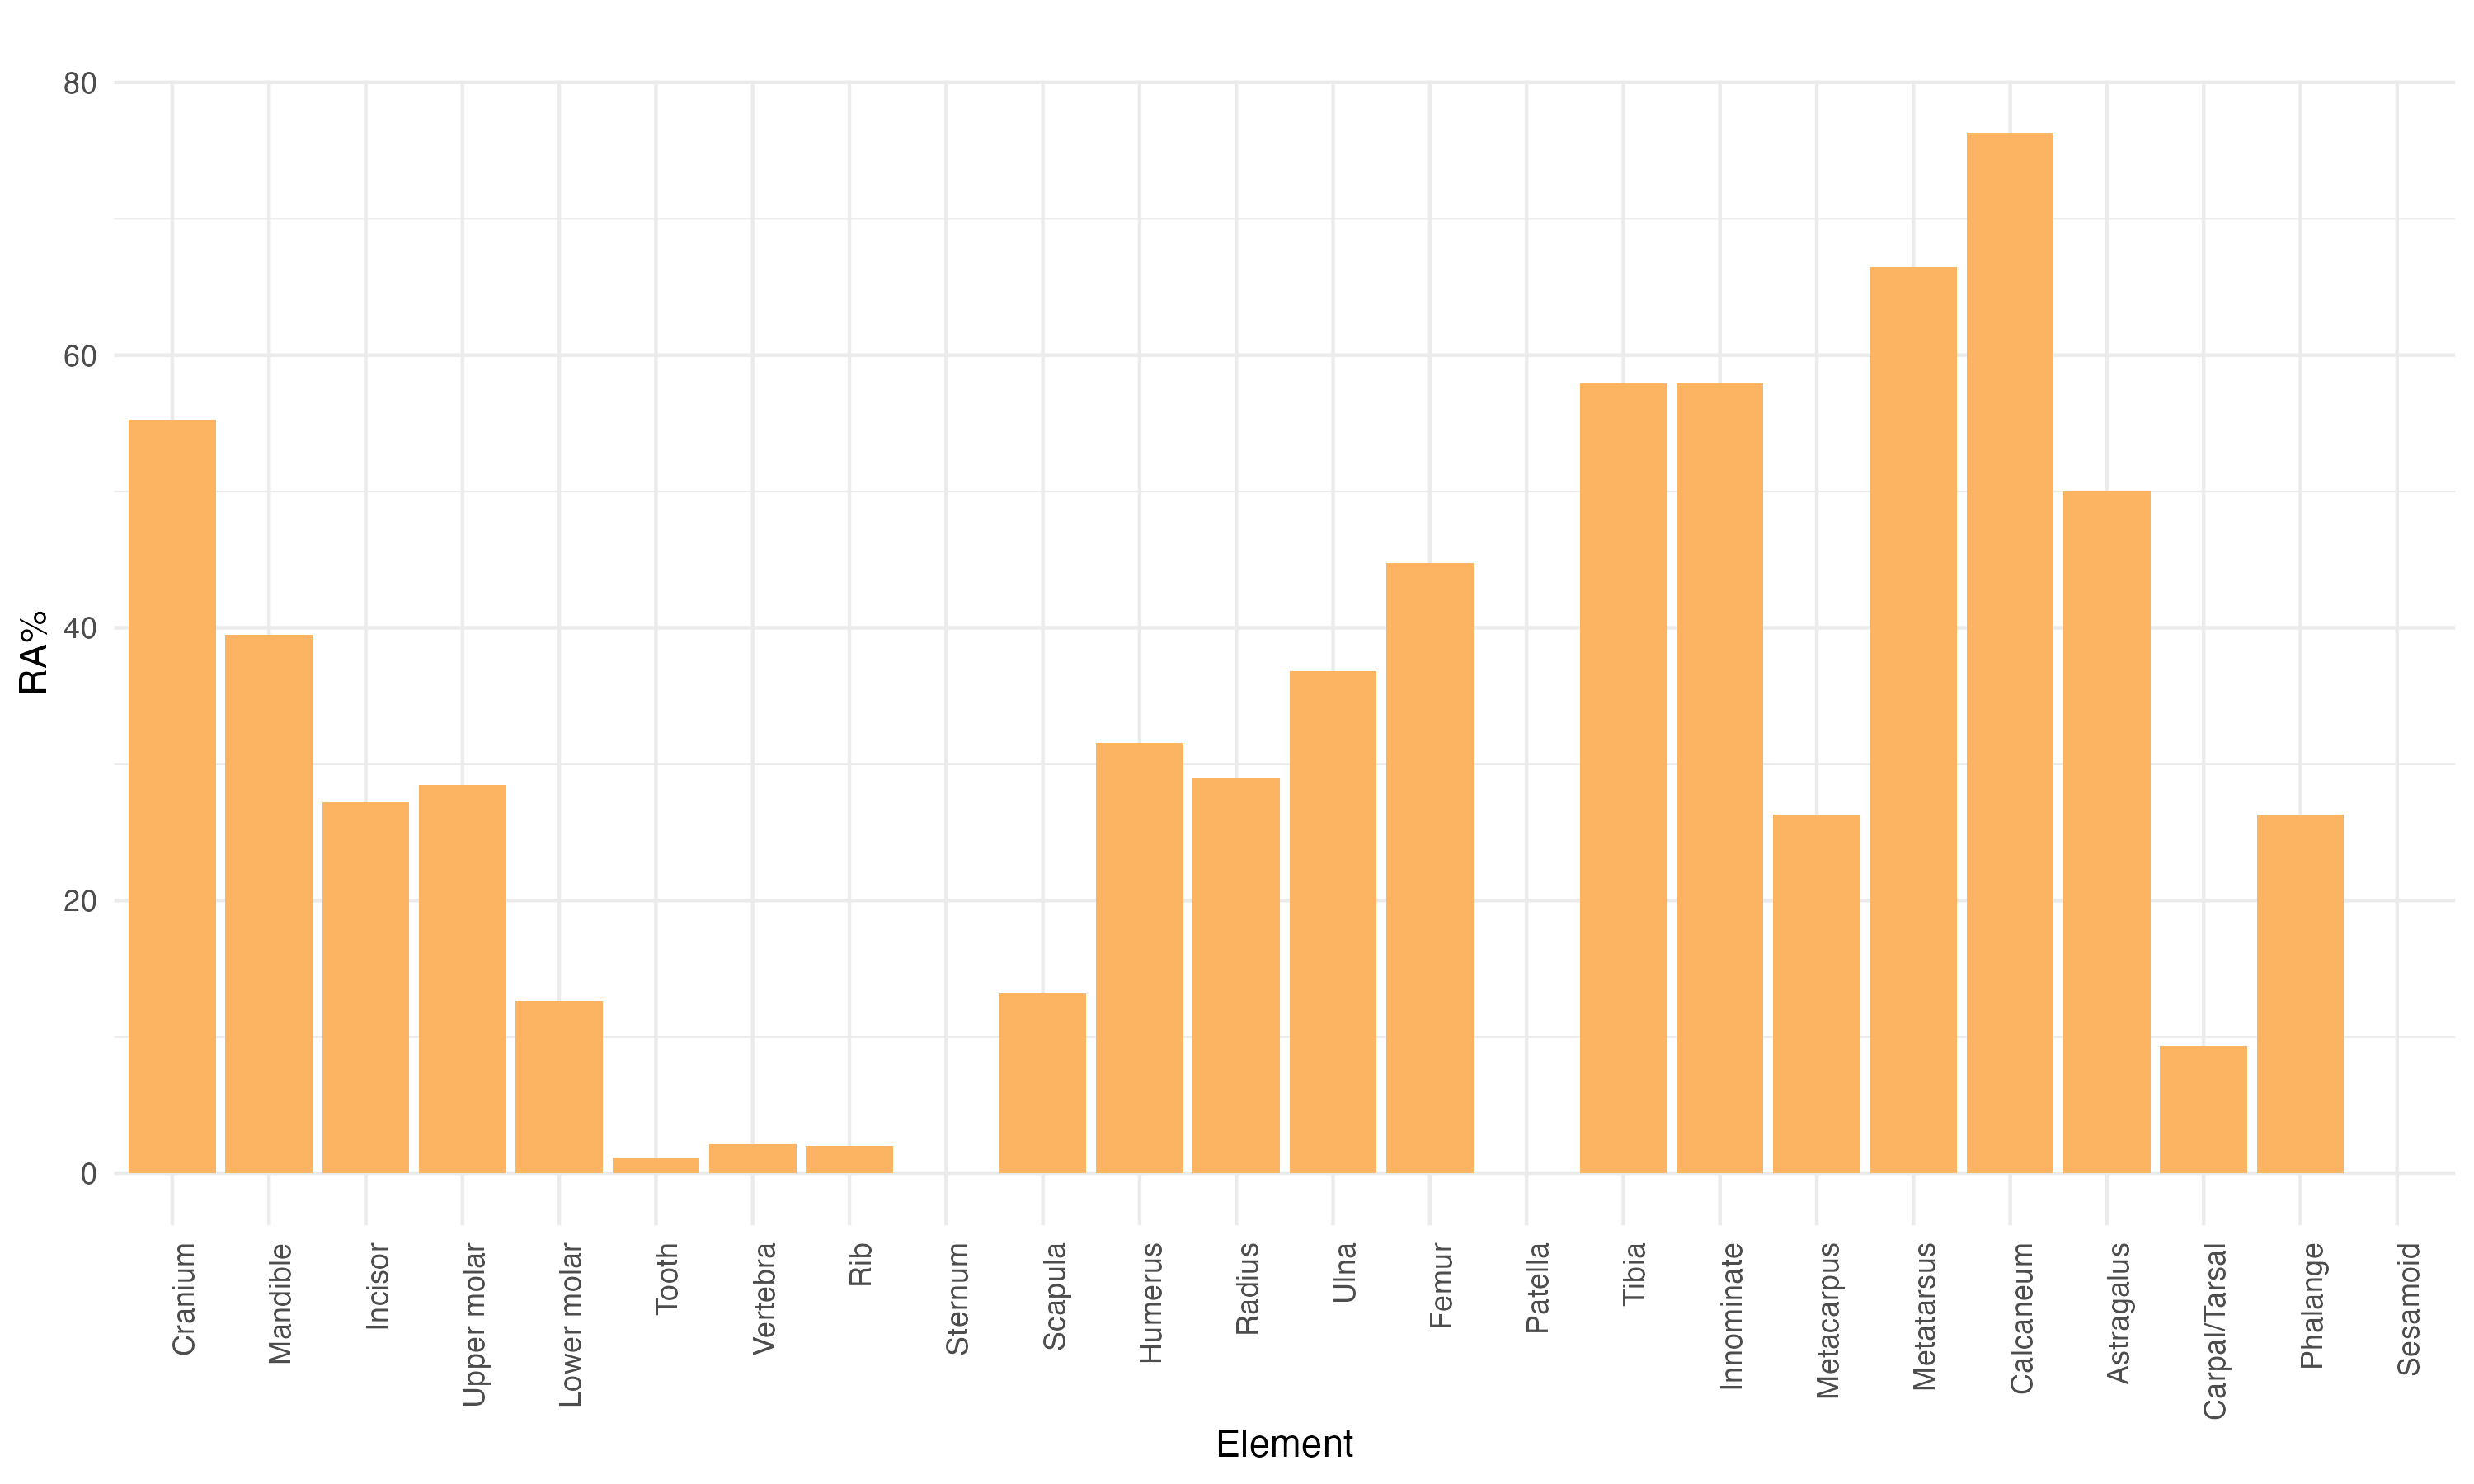 RA%
80
60
40
20
0
Cranium
Mandible
Incisor
Upper molar
Lower molar
Tooth
Vertebra
Rib
Sternum
Scapula
Humerus
Radius
Ulna
Femur
Patella
Tibia
Innominate
Metacarpus
Metatarsus
Calcaneum
Astragalus
Carpal/Tarsal
Phalange
Sesamoid
Element